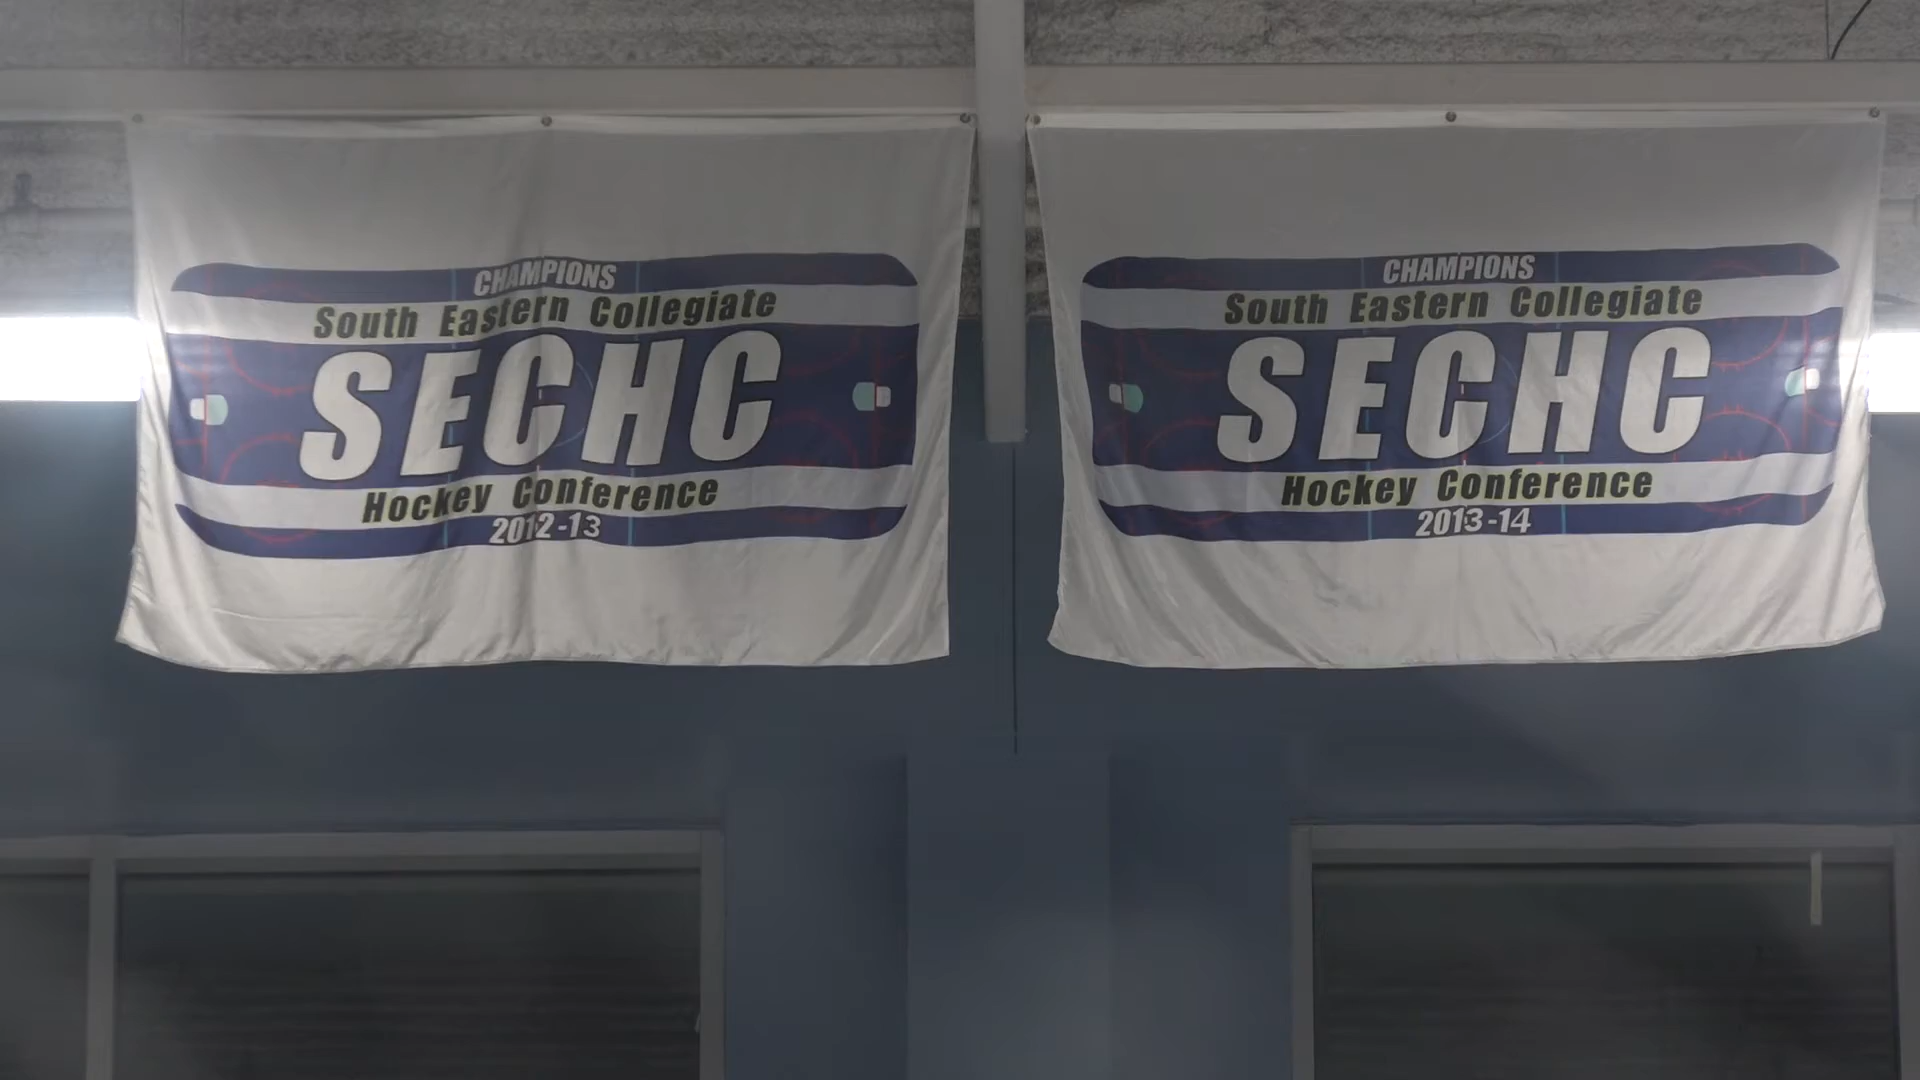 CHAMPIONS
South Eastern Collegiate
SECHC
Hockey Conference
2012-13
CHAMPIONS
South Eastern Collegiate
SECHC
Hockey Conference
2013-14